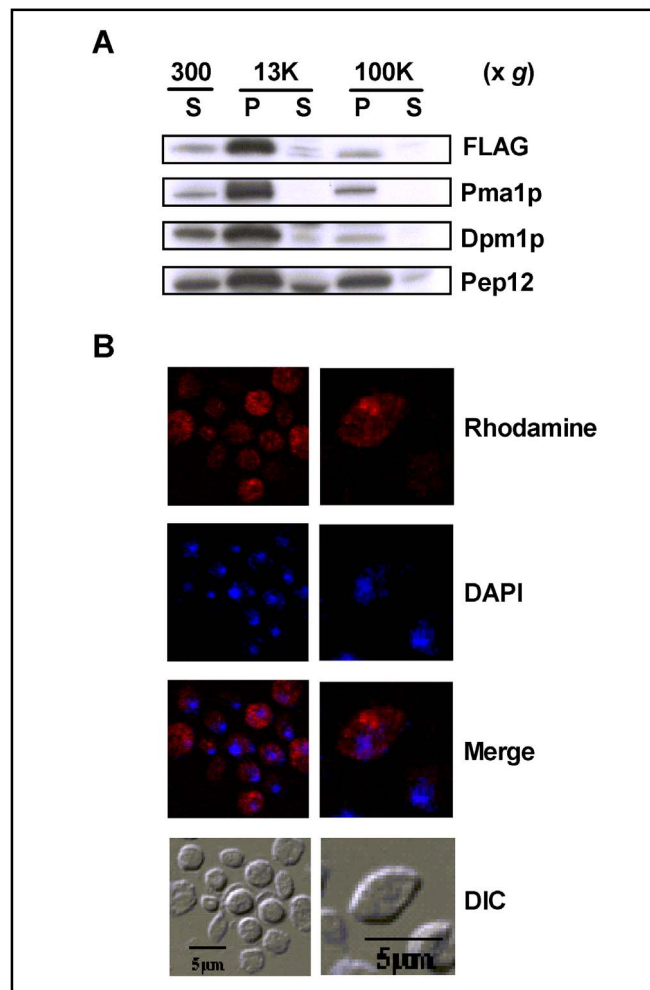 A
300 13K 100K (x g)
S P S P S
FLAG
Pma1p
Dpm1p
Pep12
B
Rhodamine
DAPI
Merge
DIC
5μm 5μm